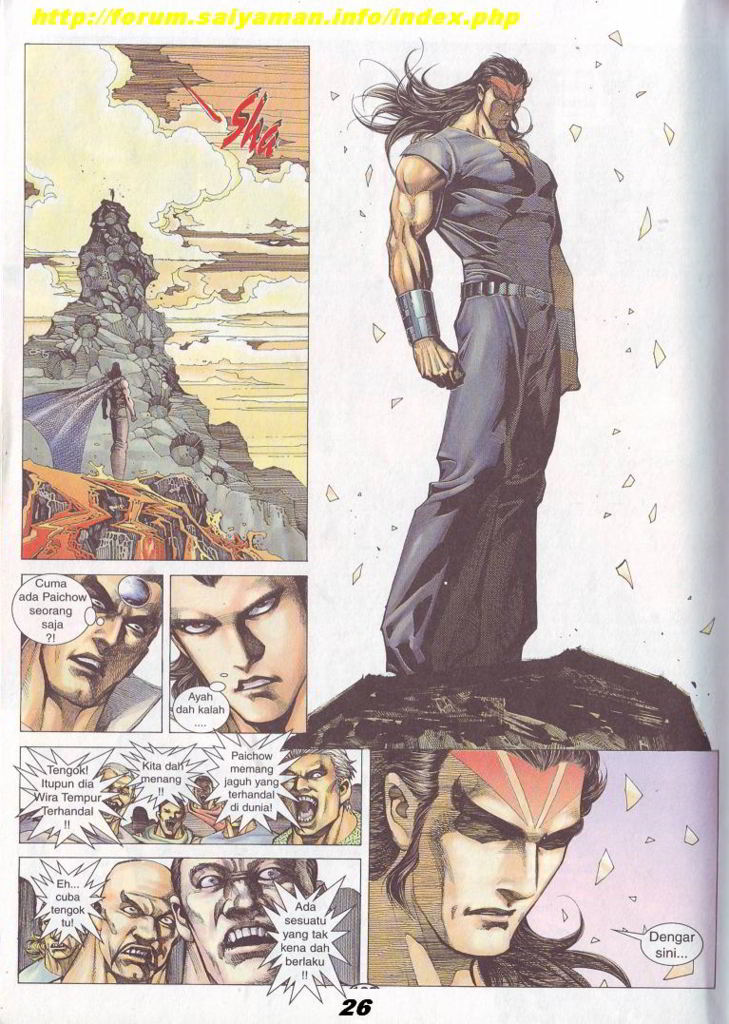 http://forum.saiyaman.info/index.php
Sha
Cuma
ada Paichow
seorang
saja
?!
Ayah
dah kalah
....
Tengok!
Itupun dia
Wira Tempur
Terhandal
!!
Kita dah
menang
!!
Paichow
memang
jaguh yang
terhandal
di dunia!
Eh...
cuba
tengok
tu!
Ada
sesuatu
yang tak
kena dah
berlaku
!!
Dengar
sini...
26